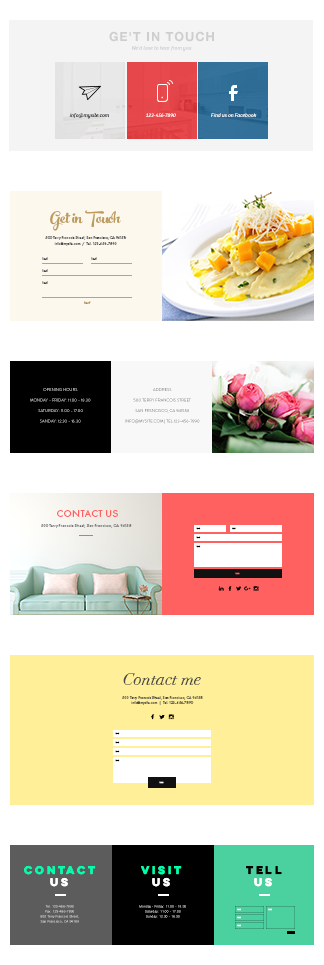 GET IN TOUCH
We'd love to hear from you
info@mysite.com
123-456-7890
Find us on Facebook
Get in Touch
500 Terry Francois Street, San Francisco, CA 94158
info@mysite.com / Tel. 123-456-7890
OPENING HOURS
MONDAY - FRIDAY: 11:00 - 18:30
SATURDAY: 11:00 - 17:00
SUNDAY: 12:30 - 16:30
ADDRESS
500 TERRY FRANCOIS STREET
SAN FRANCISCO, CA 94158
INFO@MYSITE.COM | TEL: 123-456-7890
CONTACT US
500 Terry Francois Street, San Francisco, CA 94158
Contact me
500 Terry Francois Street, San Francisco, CA 94158
info@mysite.com | Tel: 123-456-7890
CONTACT
US
Tel: 123-456-7890
Fax: 123-456-7890
500 Terry Francois Street,
San Francisco, CA 94158
VISIT
US
Monday - Friday: 11:00 - 18:30
Saturday: 11:00 - 17:00
Sunday: 12:30 - 16:30
TELL
US